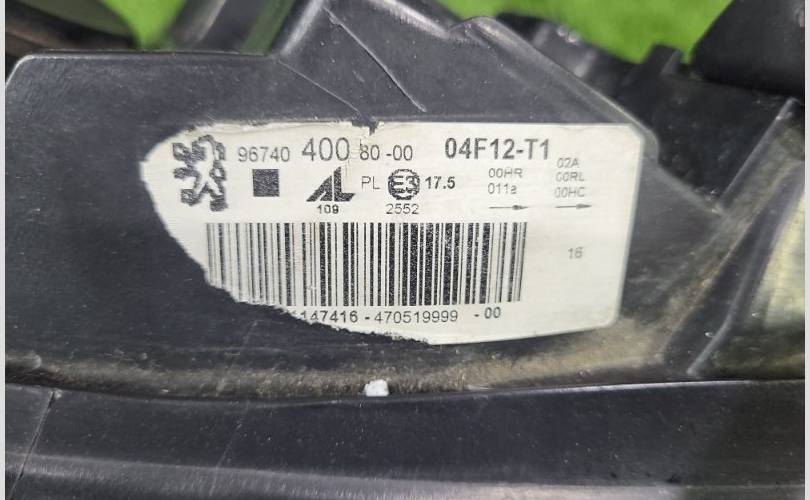 96740 400 80-00 04F12-T1
AL PL E3 17.5
00HR 02A
011a 00RL
00HC
109 2552
16
147416 - 470519999 - 00